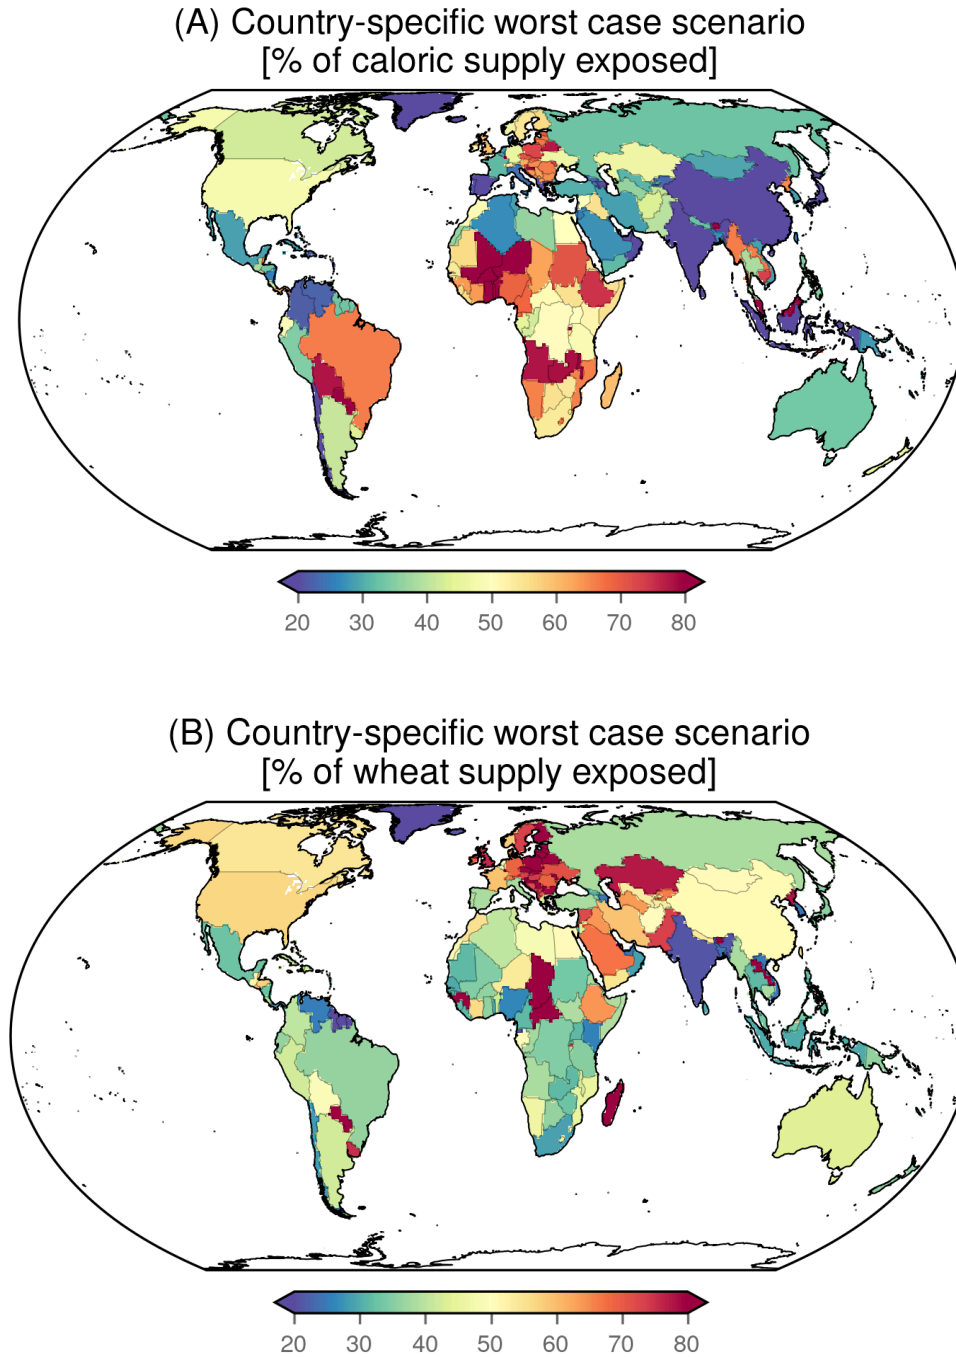 (A) Country-specific worst case scenario
[% of caloric supply exposed]
20 30 40 50 60 70 80
(B) Country-specific worst case scenario
[% of wheat supply exposed]
20 30 40 50 60 70 80